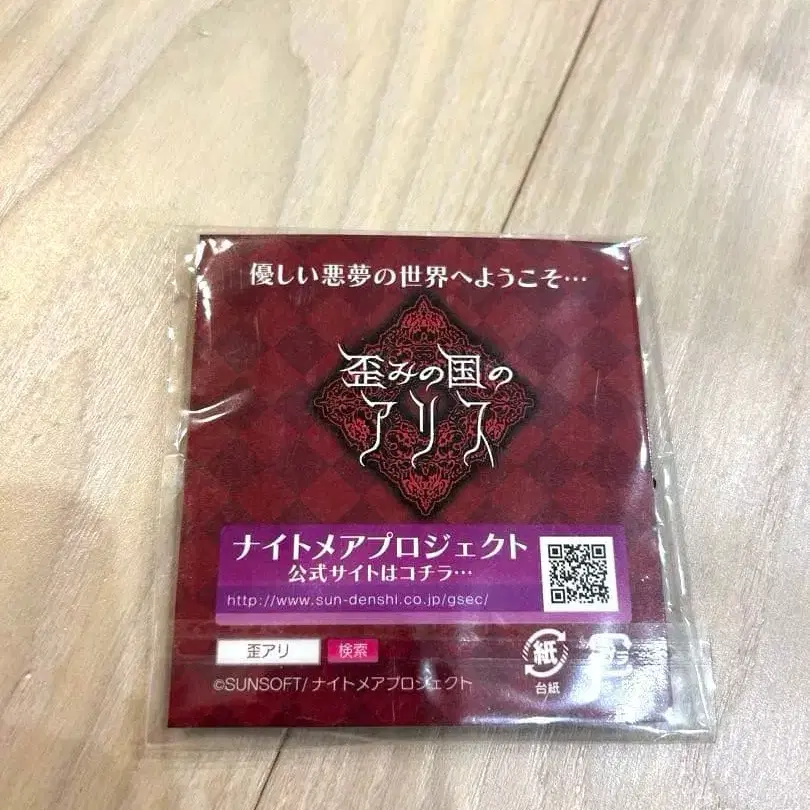 優しい悪夢の世界へようこそ…
歪みの国の
アリス
ナイトメアプロジェクト
公式サイトはコチラ…
http://www.sun-denshi.co.jp/gsec/
歪アリ 検索
紙
台紙
プラ
©SUNSOFT/ナイトメアプロジェクト